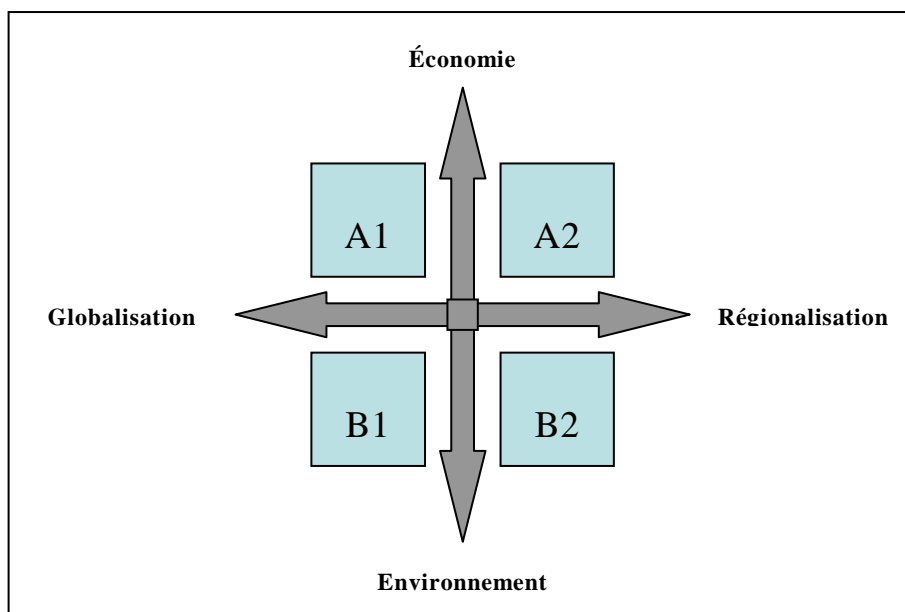 Économie
A1 A2
Globalisation Régionalisation
B1 B2
Environnement